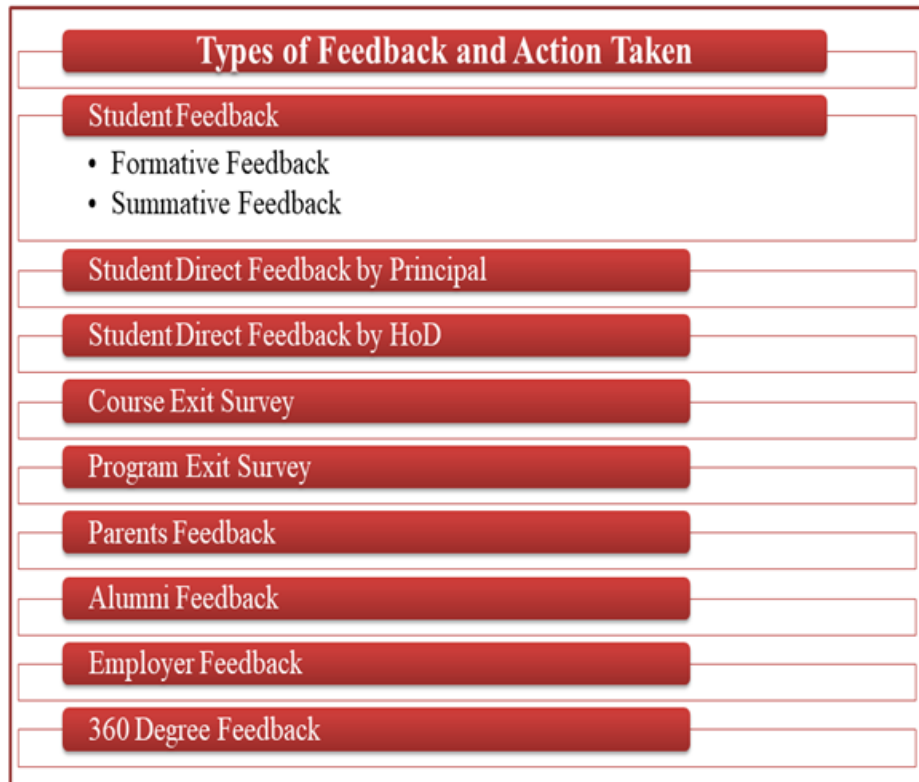 Types of Feedback and Action Taken
Student Feedback
• Formative Feedback
• Summative Feedback
Student Direct Feedback by Principal
Student Direct Feedback by HoD
Course Exit Survey
Program Exit Survey
Parents Feedback
Alumni Feedback
Employer Feedback
360 Degree Feedback